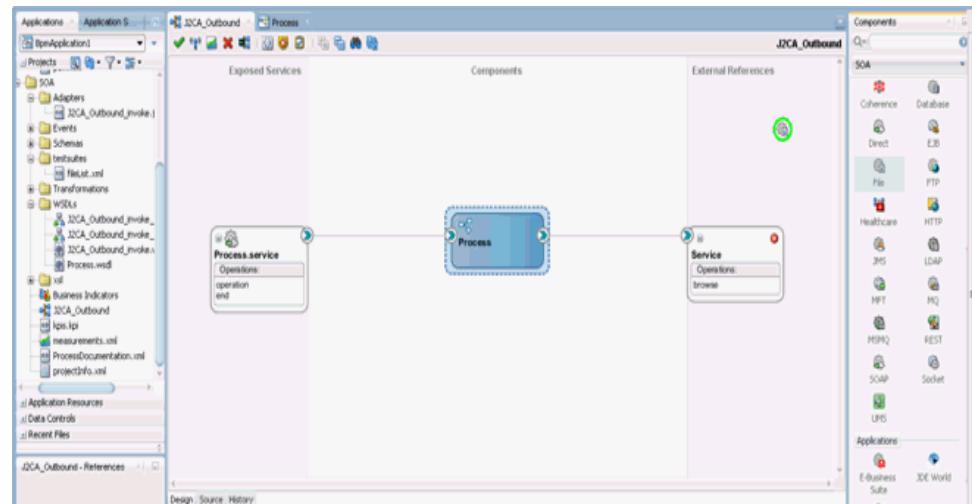 Applications
Application S
J2CA_Outbound
Process
BpmApplication1
Projects
SOA
Adapters
J2CA_Outbound_invoke.j
Events
Schemas
testsuites
fileList.xml
Transformations
WSDLs
J2CA_Outbound_invoke_
J2CA_Outbound_invoke_
J2CA_Outbound_invoke.v
Process.wsdl
xsl
Business Indicators
J2CA_Outbound
kpis.kpi
measurements.xml
ProcessDocumentation.xml
projectInfo.xml
Application Resources
Data Controls
Recent Files
J2CA_Outbound - References
J2CA_Outbound
Exposed Services
Components
External References
Process.service
Operations:
operation
end
Process
Service
Operations:
browse
Design Source History
Components
SOA
Coherence
Database
Direct
EJB
File
FTP
Healthcare
HTTP
JMS
LDAP
MFT
MQ
MSMQ
REST
SOAP
Socket
UMS
Applications
E-Business Suite
JDE World